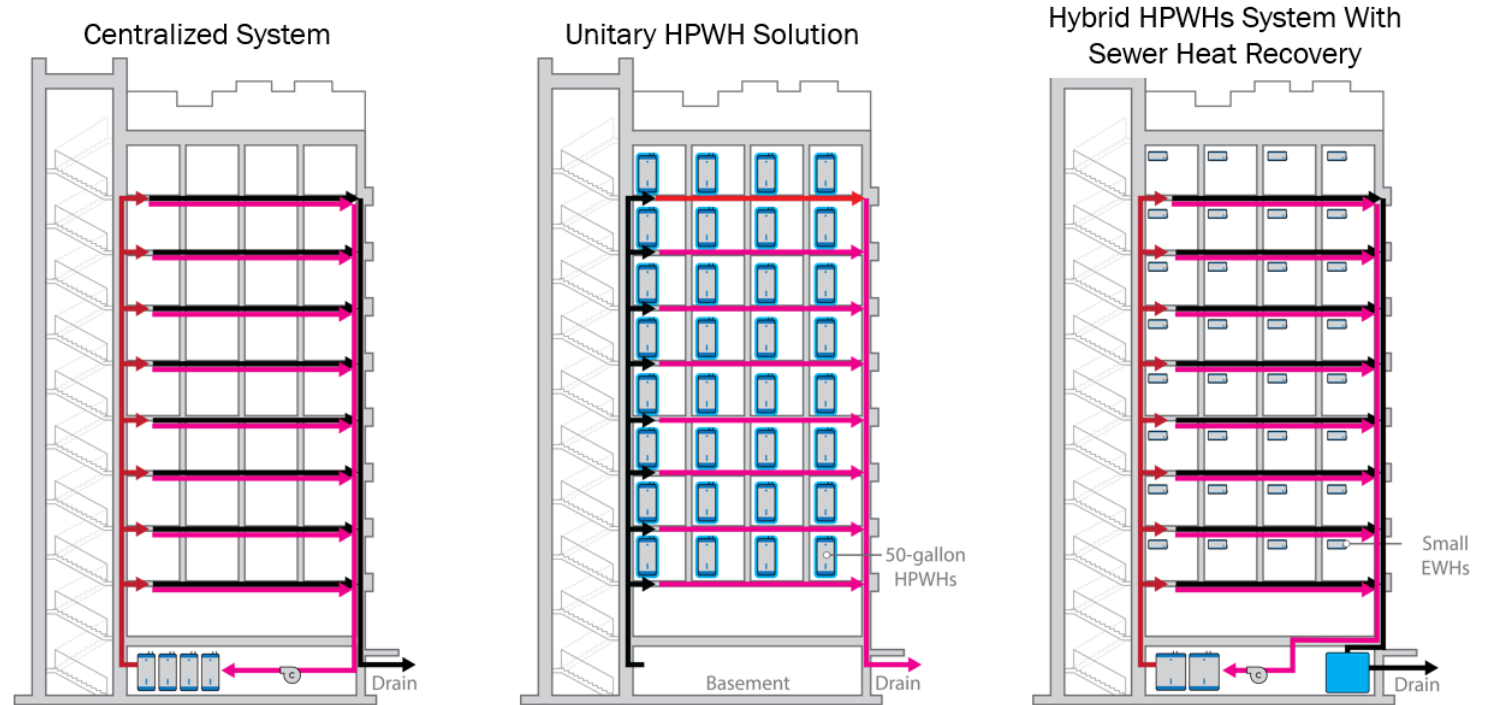 Centralized System
Unitary HPWH Solution
Hybrid HPWHs System With
Sewer Heat Recovery
50-gallon
HPWHs
Small
EWHs
C
Drain
Basement
Drain
C
Drain